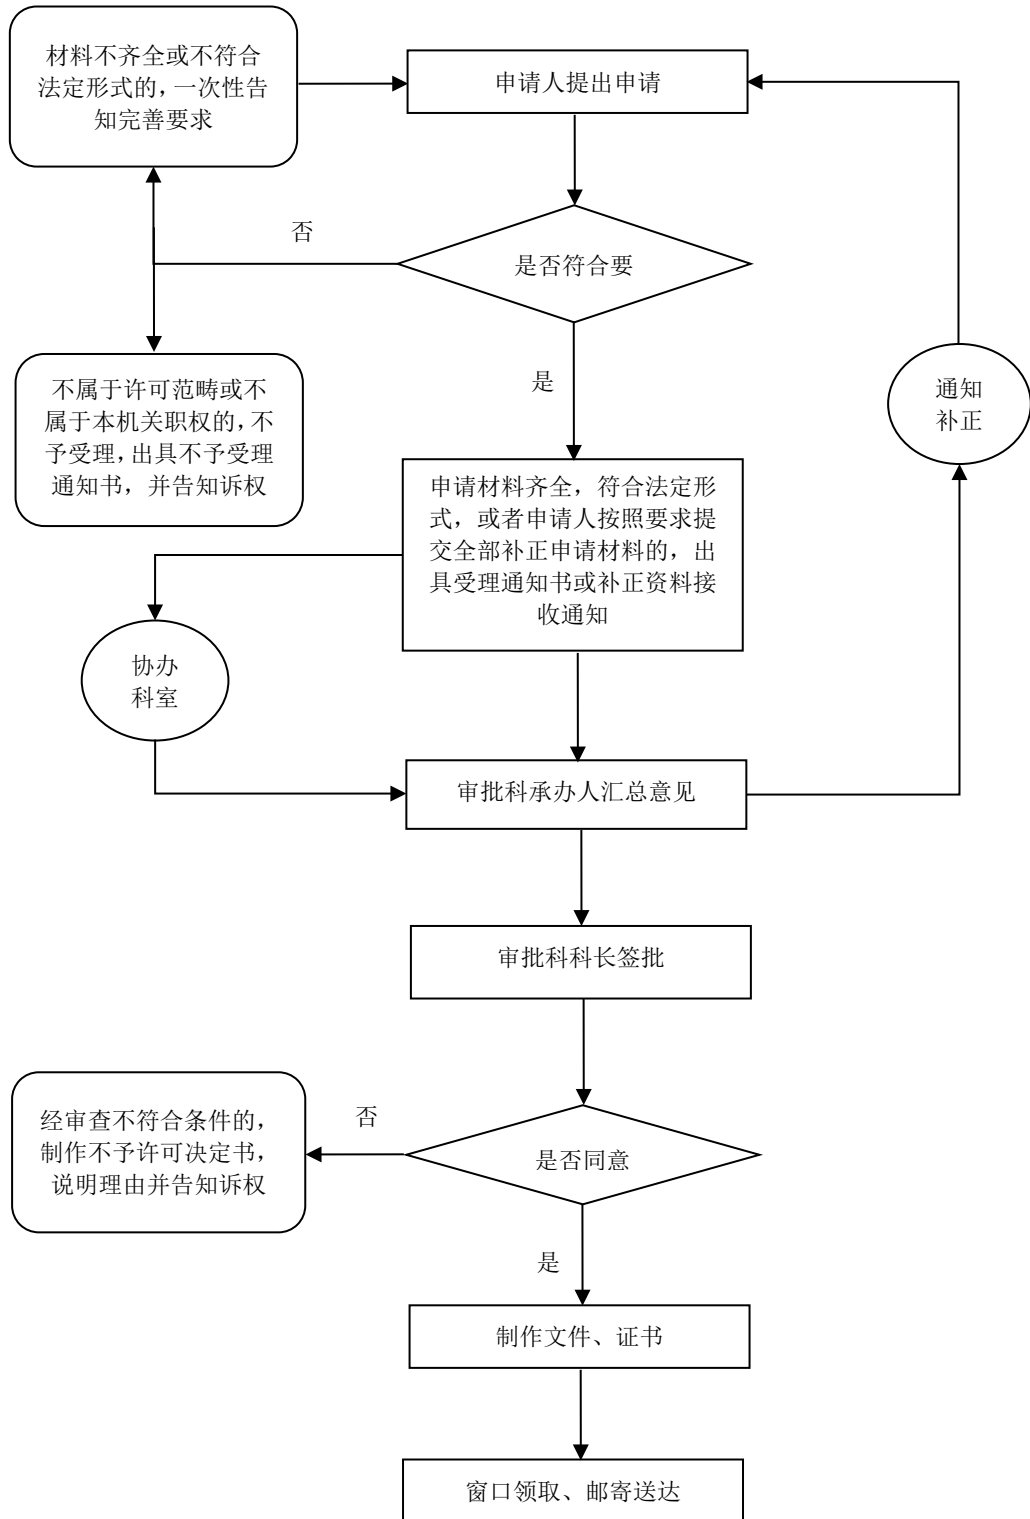 材料不齐全或不符合
法定形式的，一次性告
知完善要求
申请人提出申请
否
是否符合要
是
不属于许可范畴或不
属于本机关职权的，不
予受理，出具不予受理
通知书，并告知诉权
通知
补正
申请材料齐全，符合法定形
式，或者申请人按照要求提
交全部补正申请材料的，出
具受理通知书或补正资料接
收通知
协办
科室
审批科承办人汇总意见
审批科科长签批
经审查不符合条件的，
制作不予许可决定书，
说明理由并告知诉权
否
是否同意
是
制作文件、证书
窗口领取、邮寄送达